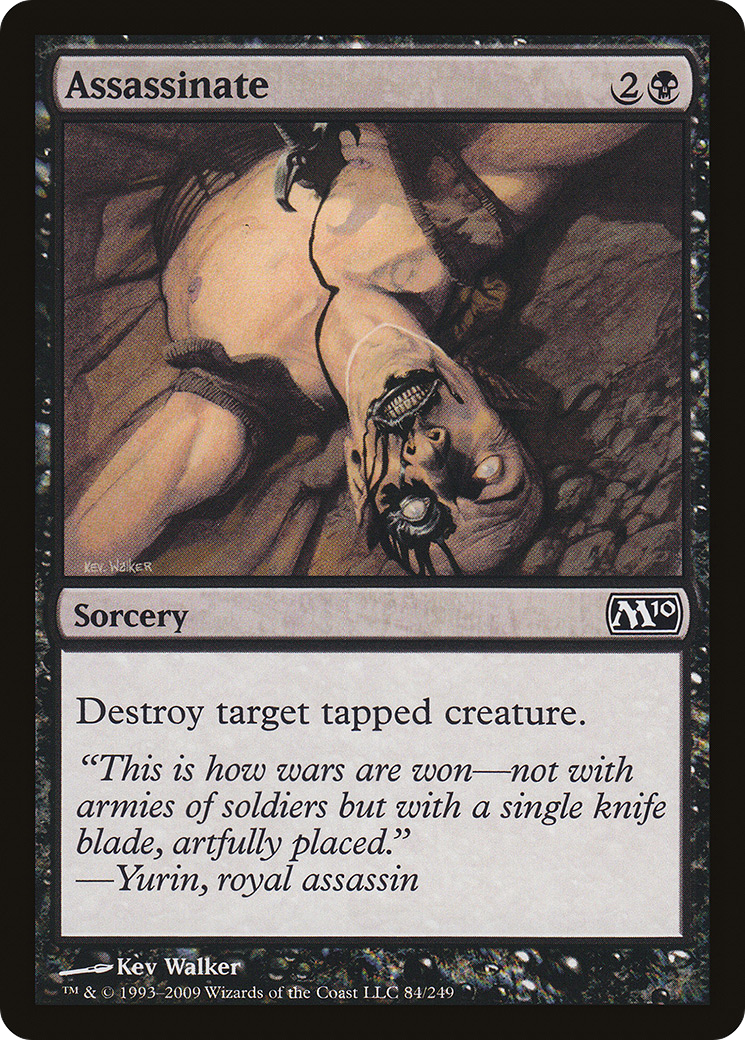 Assassinate 2
KEV. WALKER
Sorcery M10
Destroy target tapped creature.
“This is how wars are won—not with
armies of soldiers but with a single knife
blade, artfully placed.”
—Yurin, royal assassin
Kev Walker
™ & © 1993–2009 Wizards of the Coast LLC 84/249